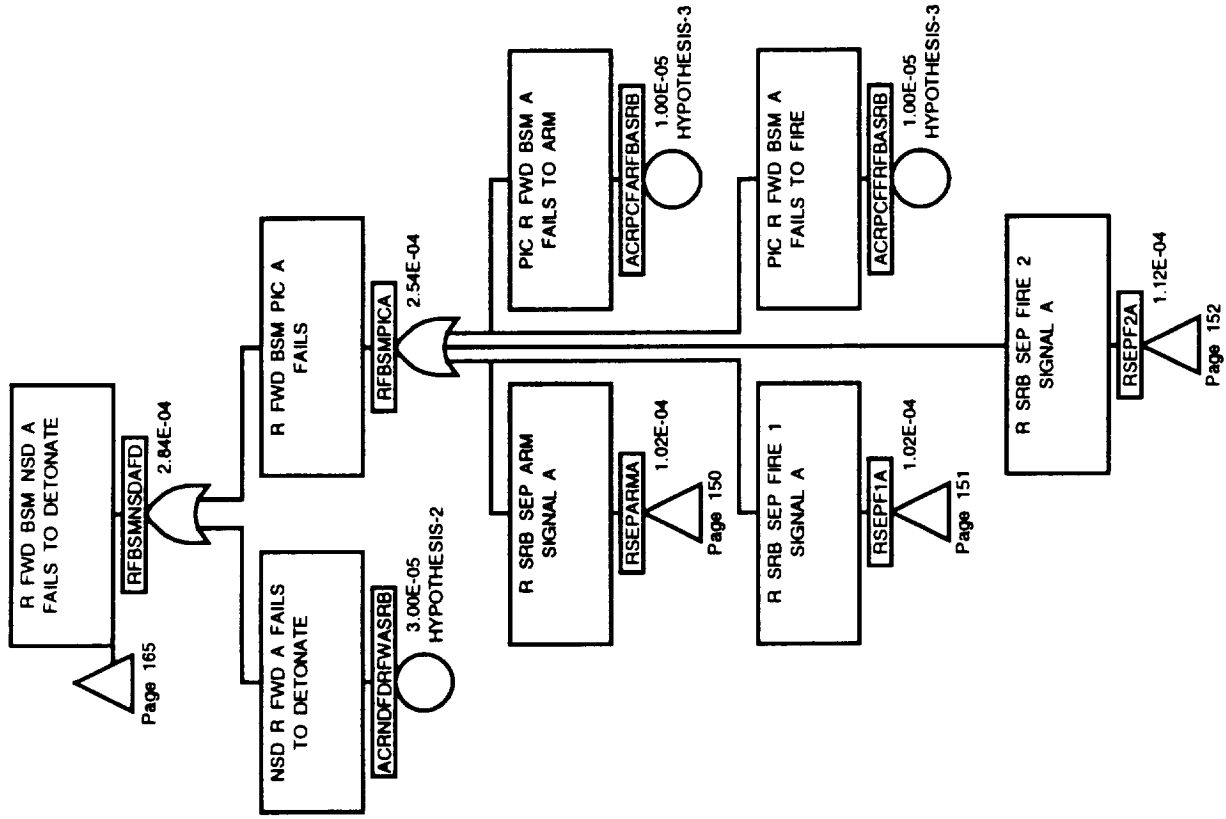 R FWD BSM NSD A
FAILS TO DETONATE
RFBSMNSDAFD
2.84E-04
Page 165
NSD R FWD A FAILS
TO DETONATE
ACRNDFDRFWASRB
3.00E-05
HYPOTHESIS-2
R FWD BSM PIC A
FAILS
RFBSMPICA
2.54E-04
R SRB SEP ARM
SIGNAL A
RSEPARMA
1.02E-04
Page 150
PIC R FWD BSM A
FAILS TO ARM
ACRPCFARFBASRB
1.00E-05
HYPOTHESIS-3
R SRB SEP FIRE 1
SIGNAL A
RSEPF1A
1.02E-04
Page 151
PIC R FWD BSM A
FAILS TO FIRE
ACRPCFFRFBASRB
1.00E-05
HYPOTHESIS-3
R SRB SEP FIRE 2
SIGNAL A
RSEPF2A
1.12E-04
Page 152